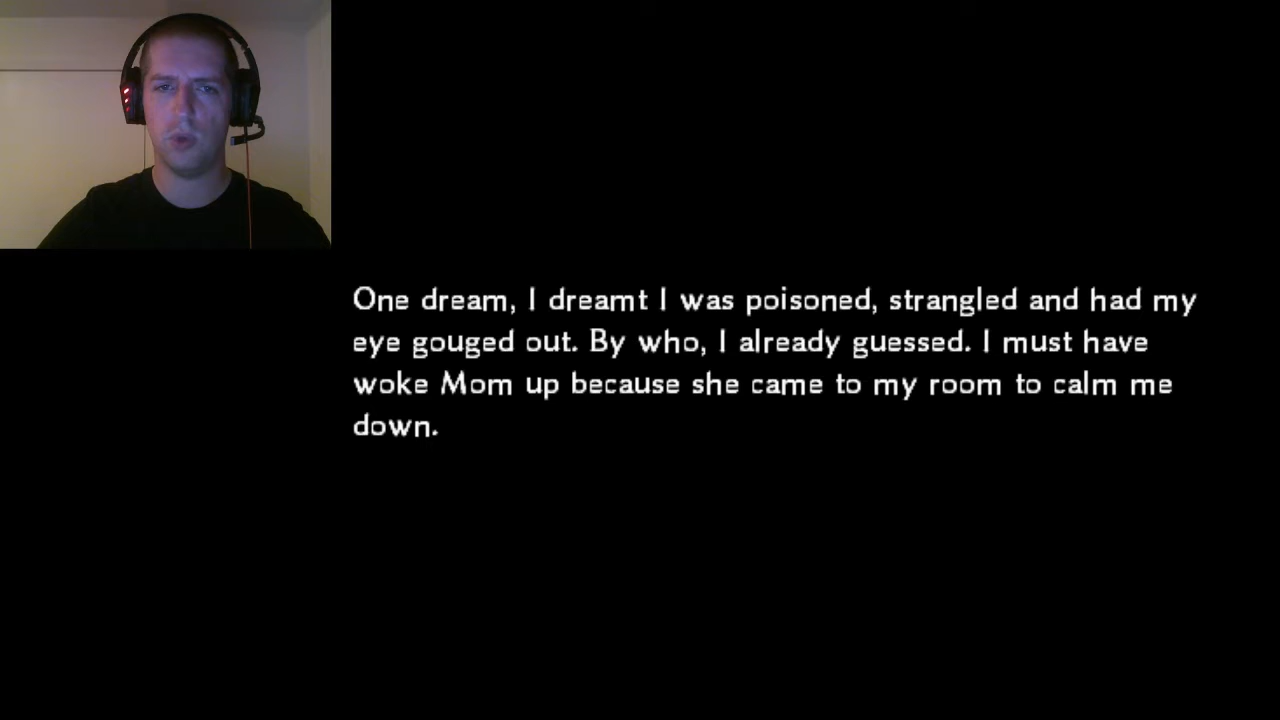 One dream, I dreamt I was poisoned, strangled and had my
eye gouged out. By who, I already guessed. I must have
woke Mom up because she came to my room to calm me
down.